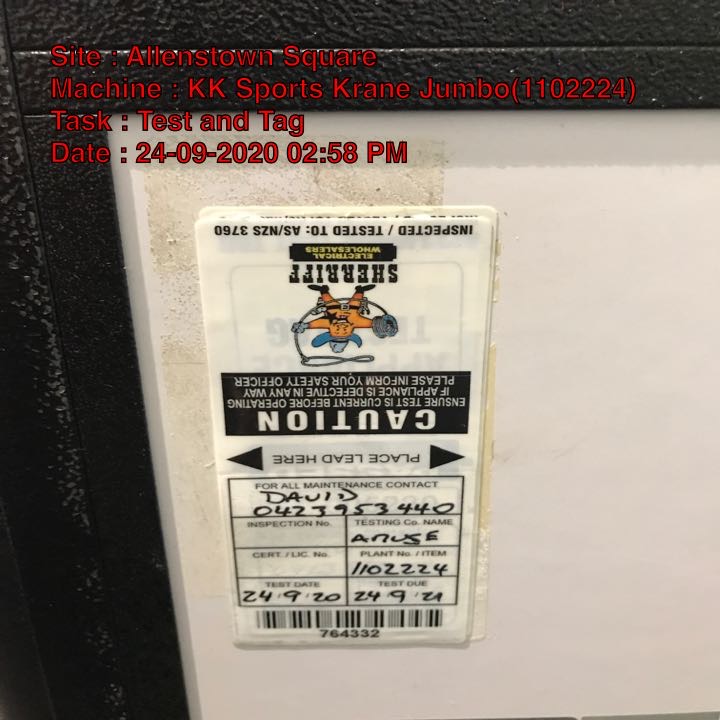 Site : Allenstown Square
Machine : KK Sports Krane Jumbo(1102224)
Task : Test and Tag
Date : 24-09-2020 02:58 PM
INSPECTED / TESTED TO: AS/NZS 3760
SHERRIFF
ELECTRICAL
WHOLESALERS
CAUTION
ENSURE TEST IS CURRENT BEFORE OPERATING
IF APPLIANCE IS DEFECTIVE IN ANY WAY
PLEASE INFORM YOUR SAFETY OFFICER
PLACE LEAD HERE
FOR ALL MAINTENANCE CONTACT
DAVID
0423953440
INSPECTION No. TESTING Co. NAME
AMUSE
CERT. / LIC. No. PLANT No. / ITEM
1102224
TEST DATE TEST DUE
24 9 20 24 9 21
764332